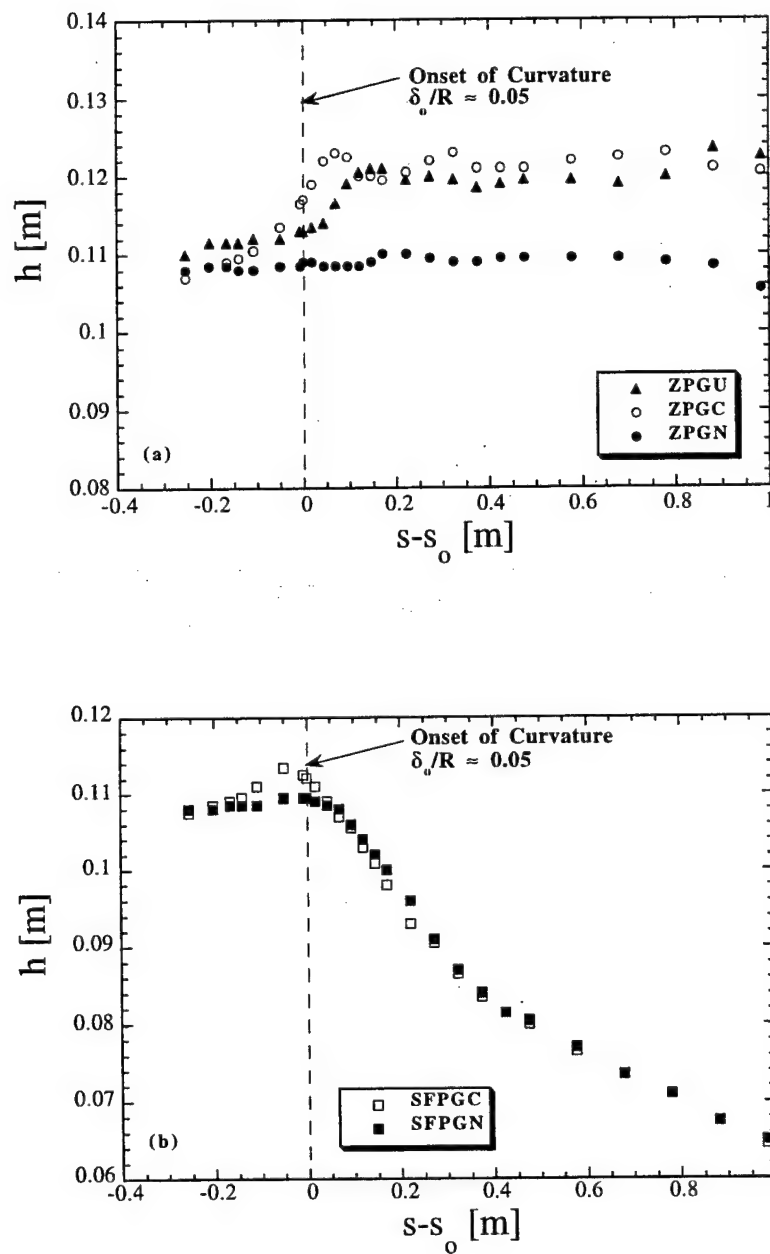 0.14
0.13
0.12
0.11
0.1
0.09
0.08
h [m]
Onset of Curvature
δo/R ≈ 0.05
ZPGU
ZPGC
ZPGN
(a)
-0.4 -0.2 0 0.2 0.4 0.6 0.8 1
s-so [m]
0.12
0.11
0.1
0.09
0.08
0.07
0.06
h [m]
Onset of Curvature
δo/R ≈ 0.05
SFPGC
SFPGN
(b)
-0.4 -0.2 0 0.2 0.4 0.6 0.8
s-so [m]